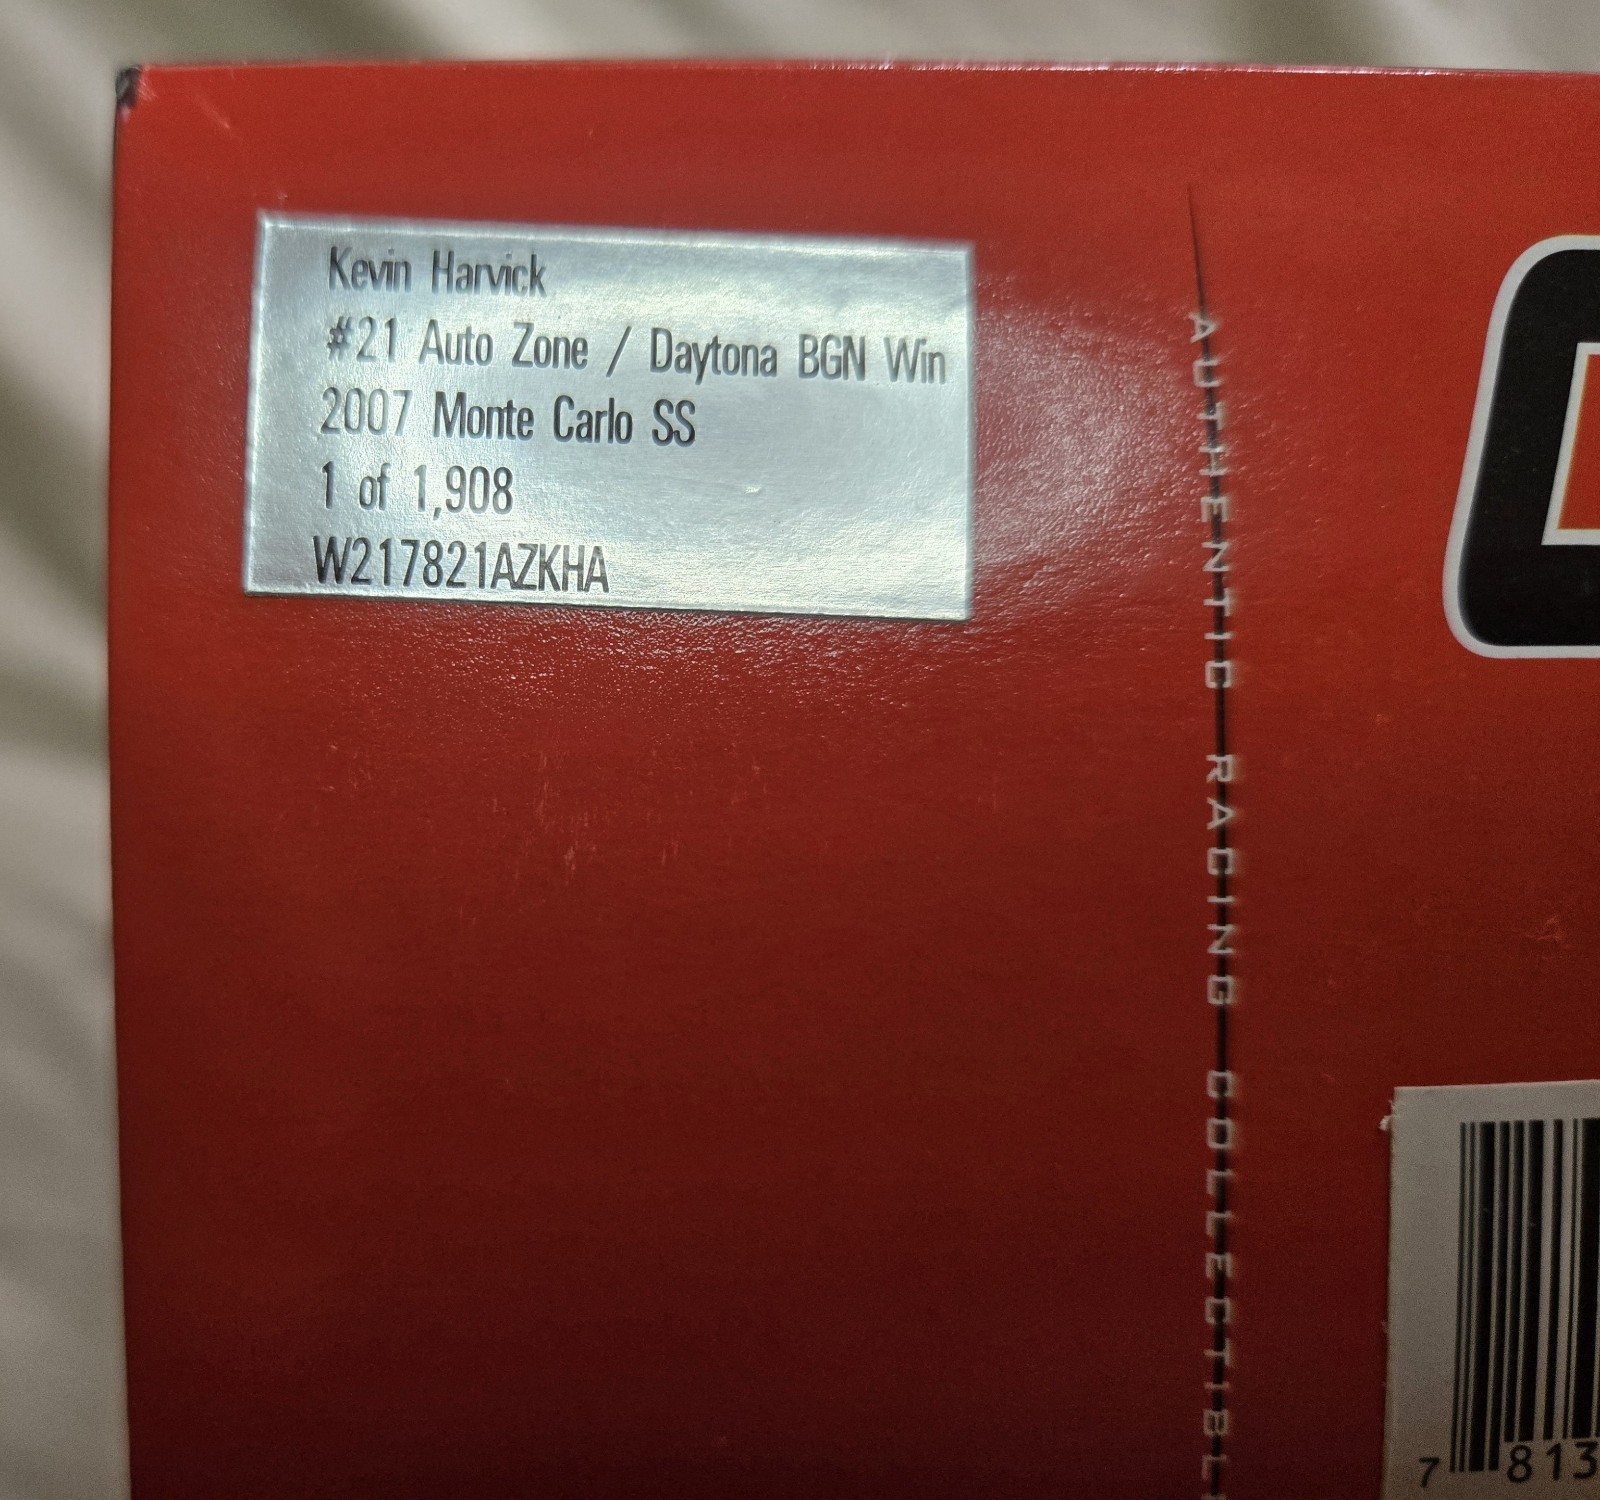 Kevin Harvick
#21 Auto Zone / Daytona BGN Win
2007 Monte Carlo SS
1 of 1,908
W217821AZKHA
AUTHENTIC RACING COLLECTIBL
7 813